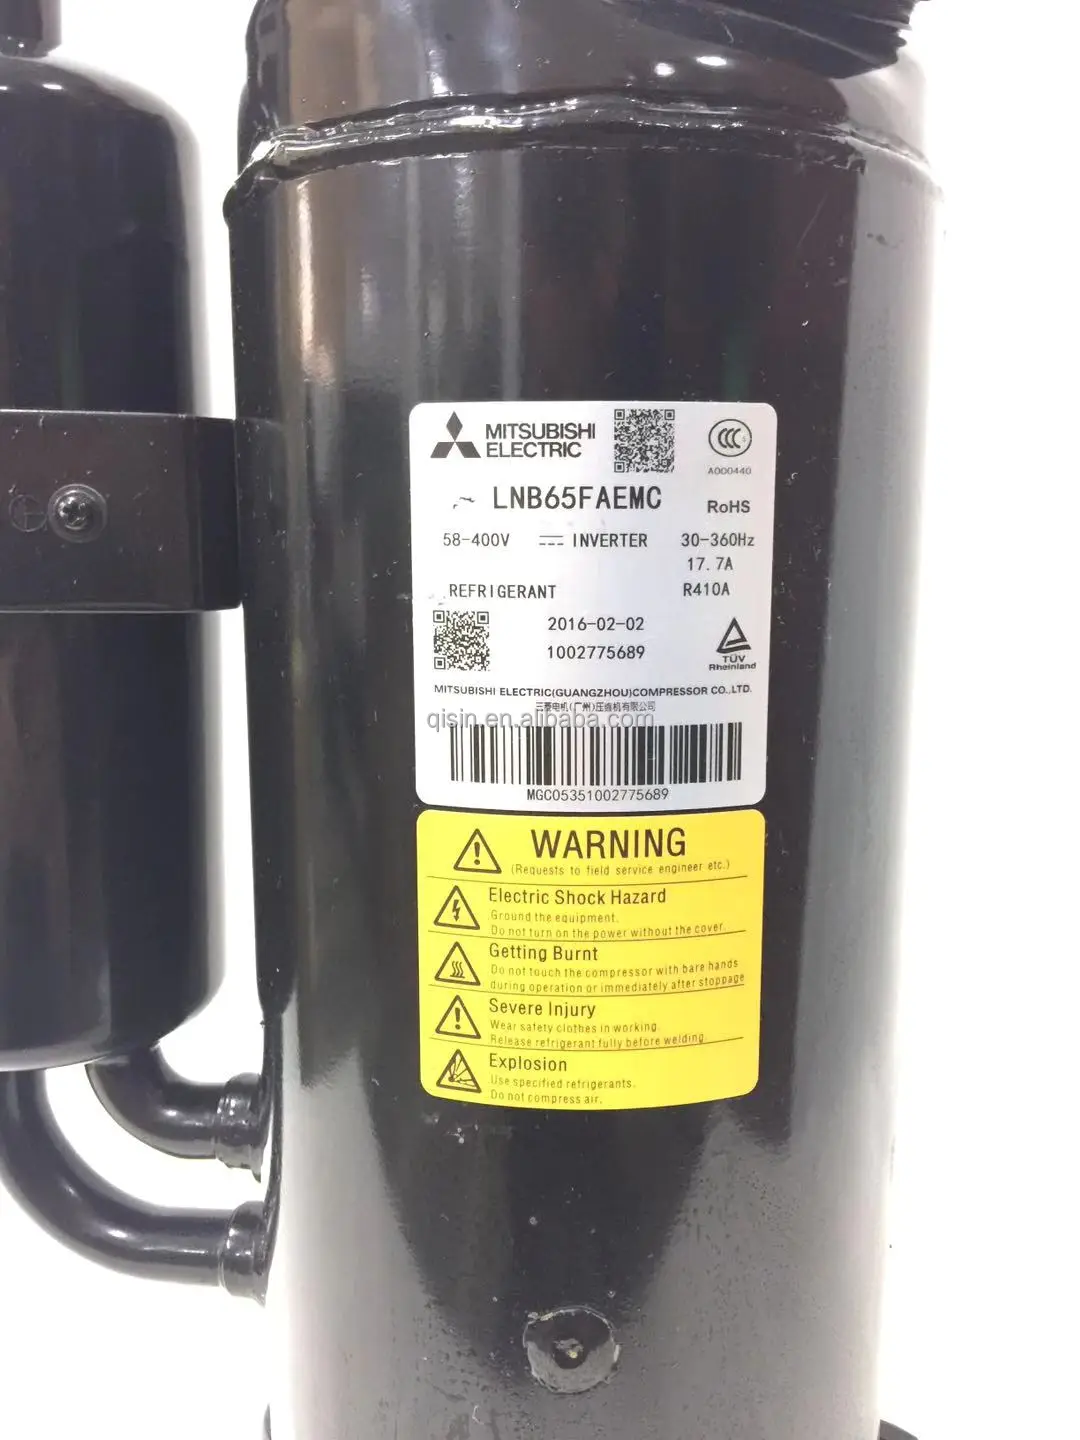 MITSUBISHI
ELECTRIC
CCC S
A000440
LNB65FAEMC
RoHS
58-400V INVERTER 30-360Hz
17.7A
REFRIGERANT R410A
2016-02-02
1002775689
TÜV
Rheinland
MITSUBISHI ELECTRIC(GUANGZHOU)COMPRESSOR CO.,LTD.
三菱电机(广州)压缩机有限公司
qisin.en.alibaba.com
MGC05351002775689
WARNING
(Requests to field service engineer etc.)
Electric Shock Hazard
Ground the equipment.
Do not turn on the power without the cover.
Getting Burnt
Do not touch the compressor with bare hands
during operation or immediately after stoppage
Severe Injury
Wear safety clothes in working.
Release refrigerant fully before welding.
Explosion
Use specified refrigerants.
Do not compress air.